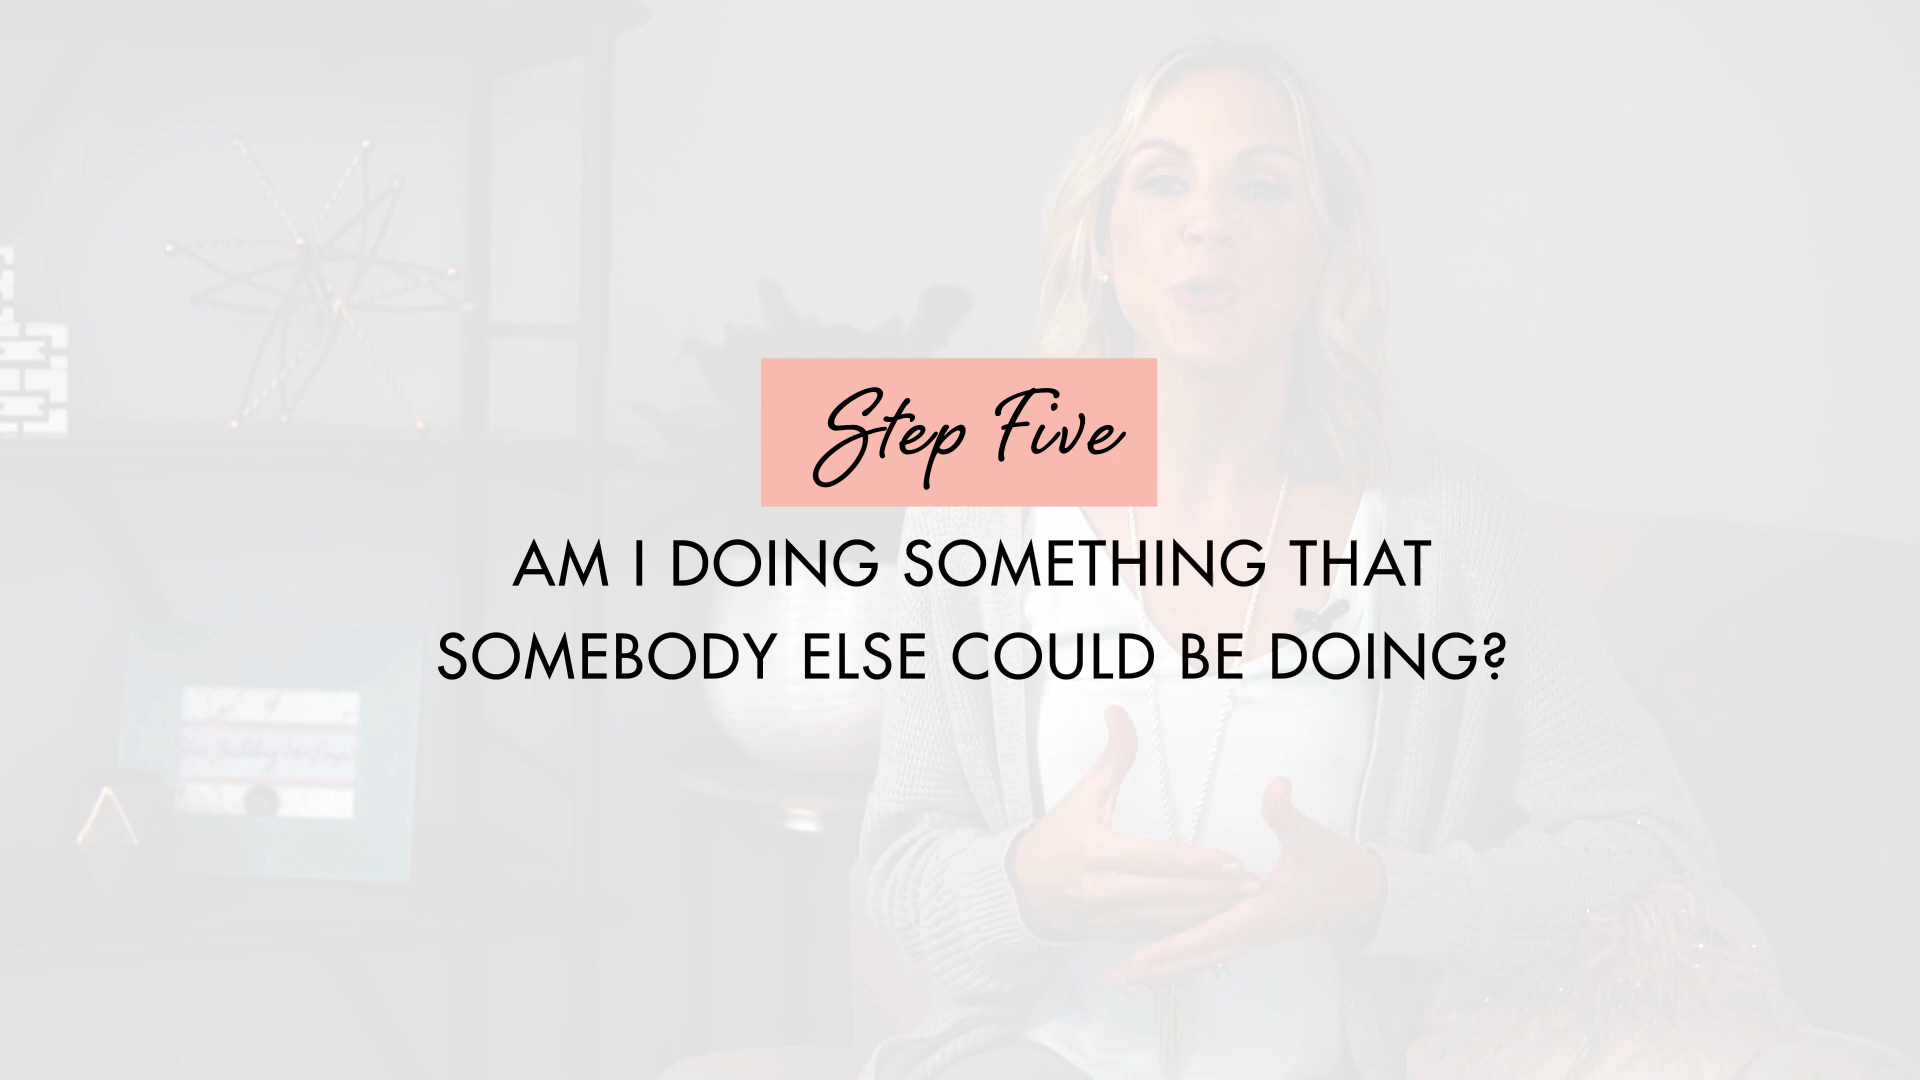 Step Five
AM I DOING SOMETHING THAT
SOMEBODY ELSE COULD BE DOING?